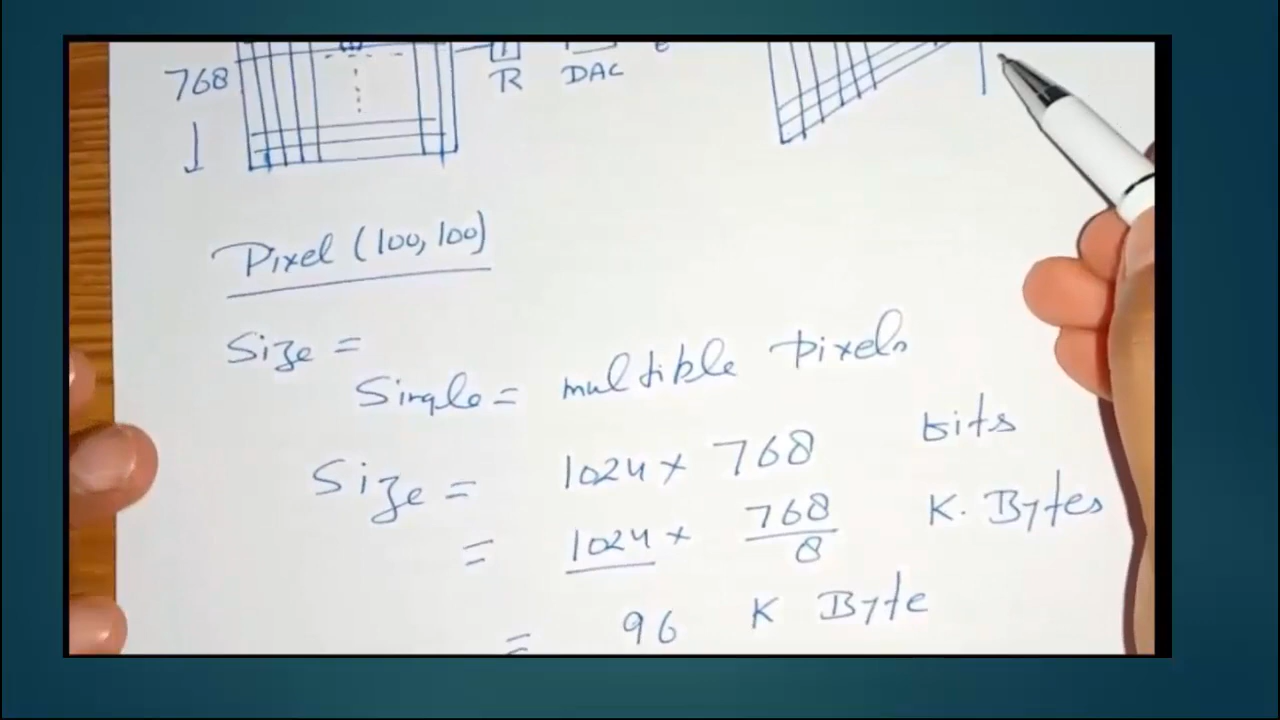 768
R DAC
Pixel (100, 100)
Size =
Single = multible pixels
Size = 1024 × 768 bits
= 1024 × 768/8 K. Bytes
= 96 K Byte